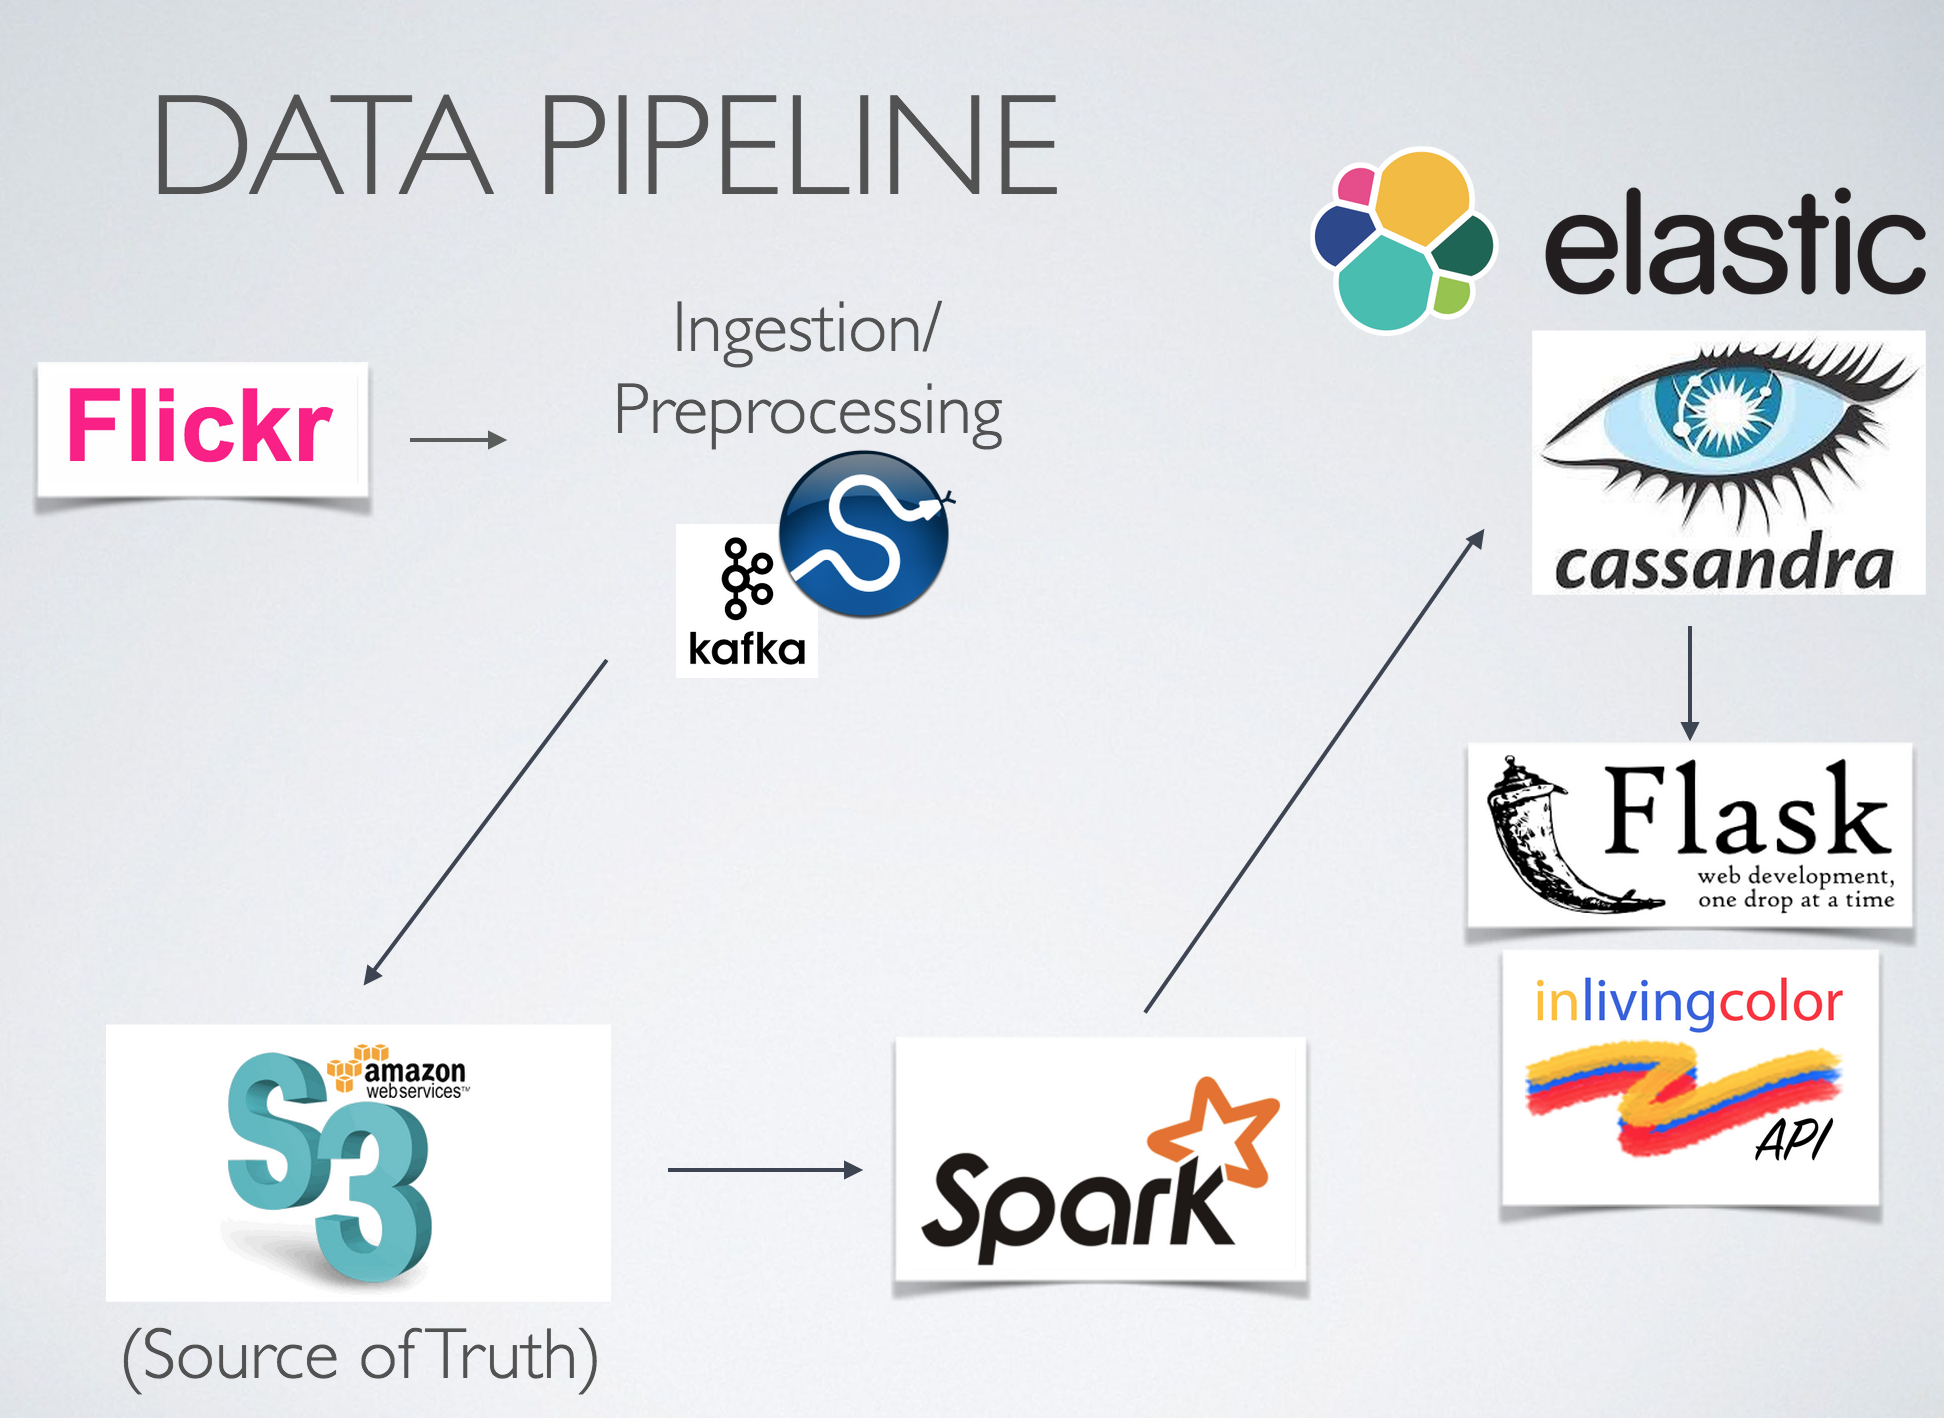 DATA PIPELINE
elastic
Ingestion/
Preprocessing
Flickr
kafka
cassandra
Flask
web development,
one drop at a time
inlivingcolor
API
S3
amazon
webservices™
Spark
(Source of Truth)